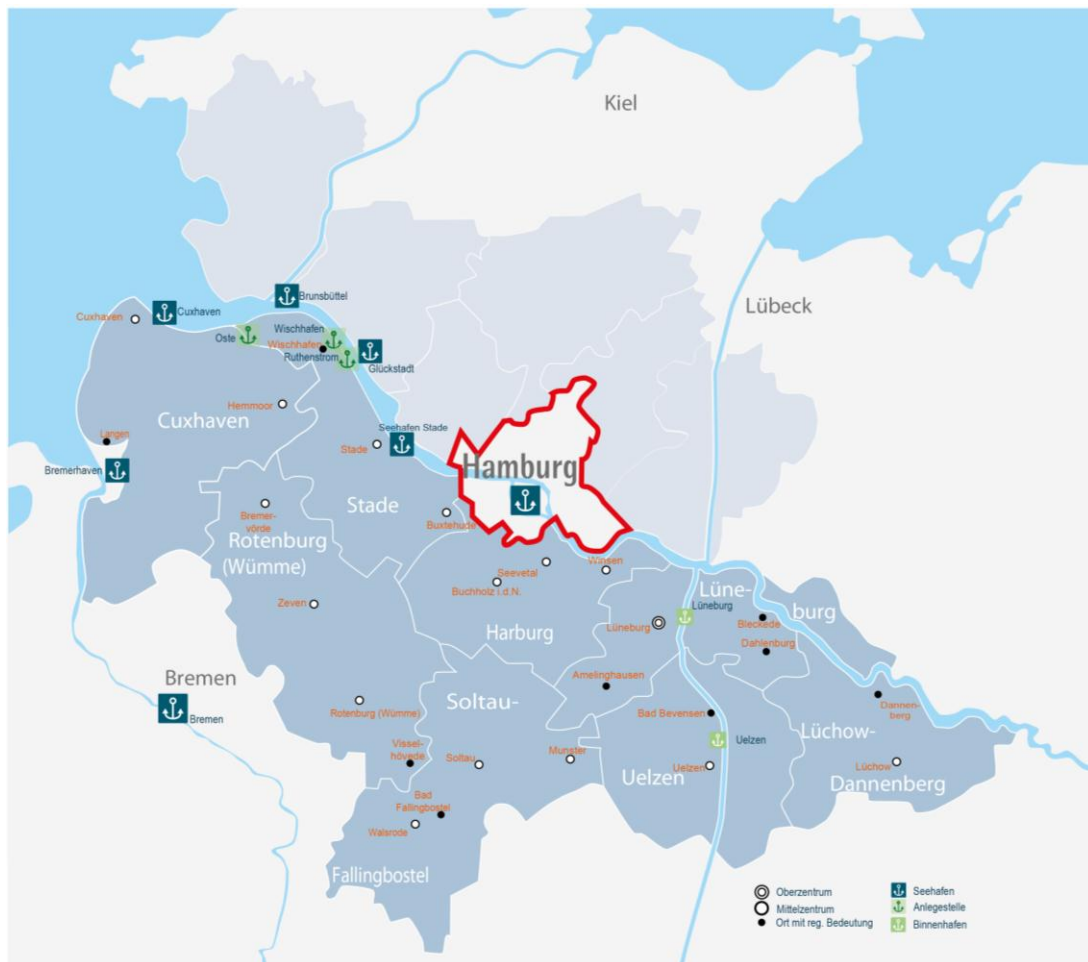 Kiel
Lübeck
Brunsbüttel
Cuxhaven
Cuxhaven
Wischhafen
Oste
Wischhafen
Ruthenstrom
Glückstadt
Hemmoor
Cuxhaven
Seehafen Stade
Langen
Stade
Bremerhaven
Hamburg
Stade
Bremer-
vörde
Buxtehude
Rotenburg
(Wümme)
Seevetal
Winsen
Buchholz i.d.N.
Lüne-
burg
Lüneburg
Zeven
Lüneburg
Bleckede
Harburg
Dahlenburg
Bremen
Amelinghausen
Soltau-
Dannen-
berg
Rotenburg (Wümme)
Bad Bevensen
Bremen
Lüchow-
Uelzen
Vissel-
hövede
Soltau
Munster
Uelzen
Uelzen
Lüchow
Dannenberg
Bad
Fallingbostel
Walsrode
Fallingbostel
Oberzentrum
Mittelzentrum
Ort mit reg. Bedeutung
Seehafen
Anlegestelle
Binnenhafen